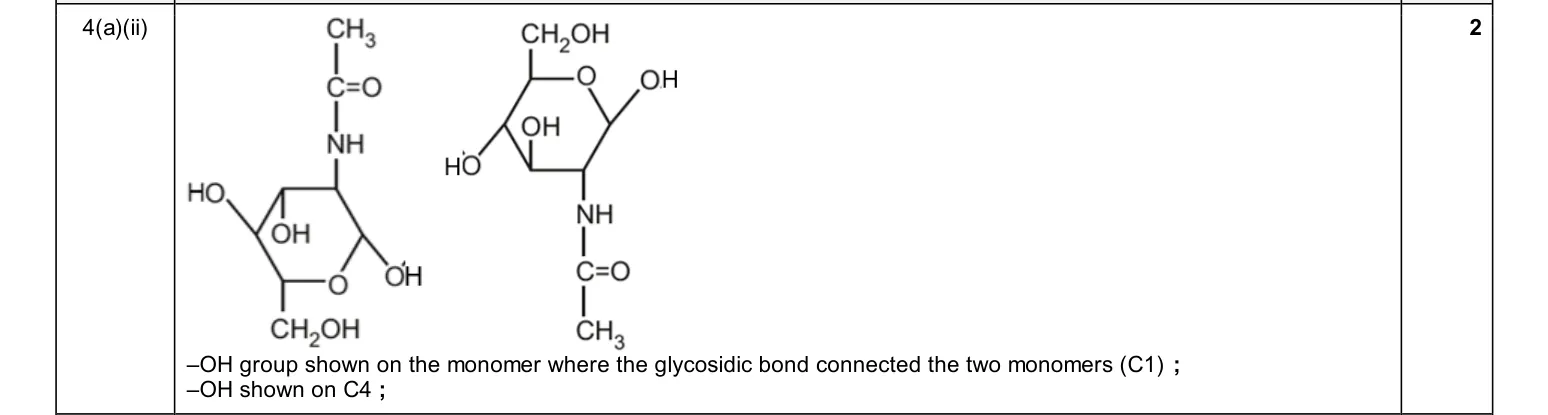 4(a)(ii)
2
CH3
C=O
NH
HO
OH
OH
O
CH2OH
CH2OH
O
OH
OH
HO
NH
C=O
CH3
–OH group shown on the monomer where the glycosidic bond connected the two monomers (C1) ;
–OH shown on C4 ;